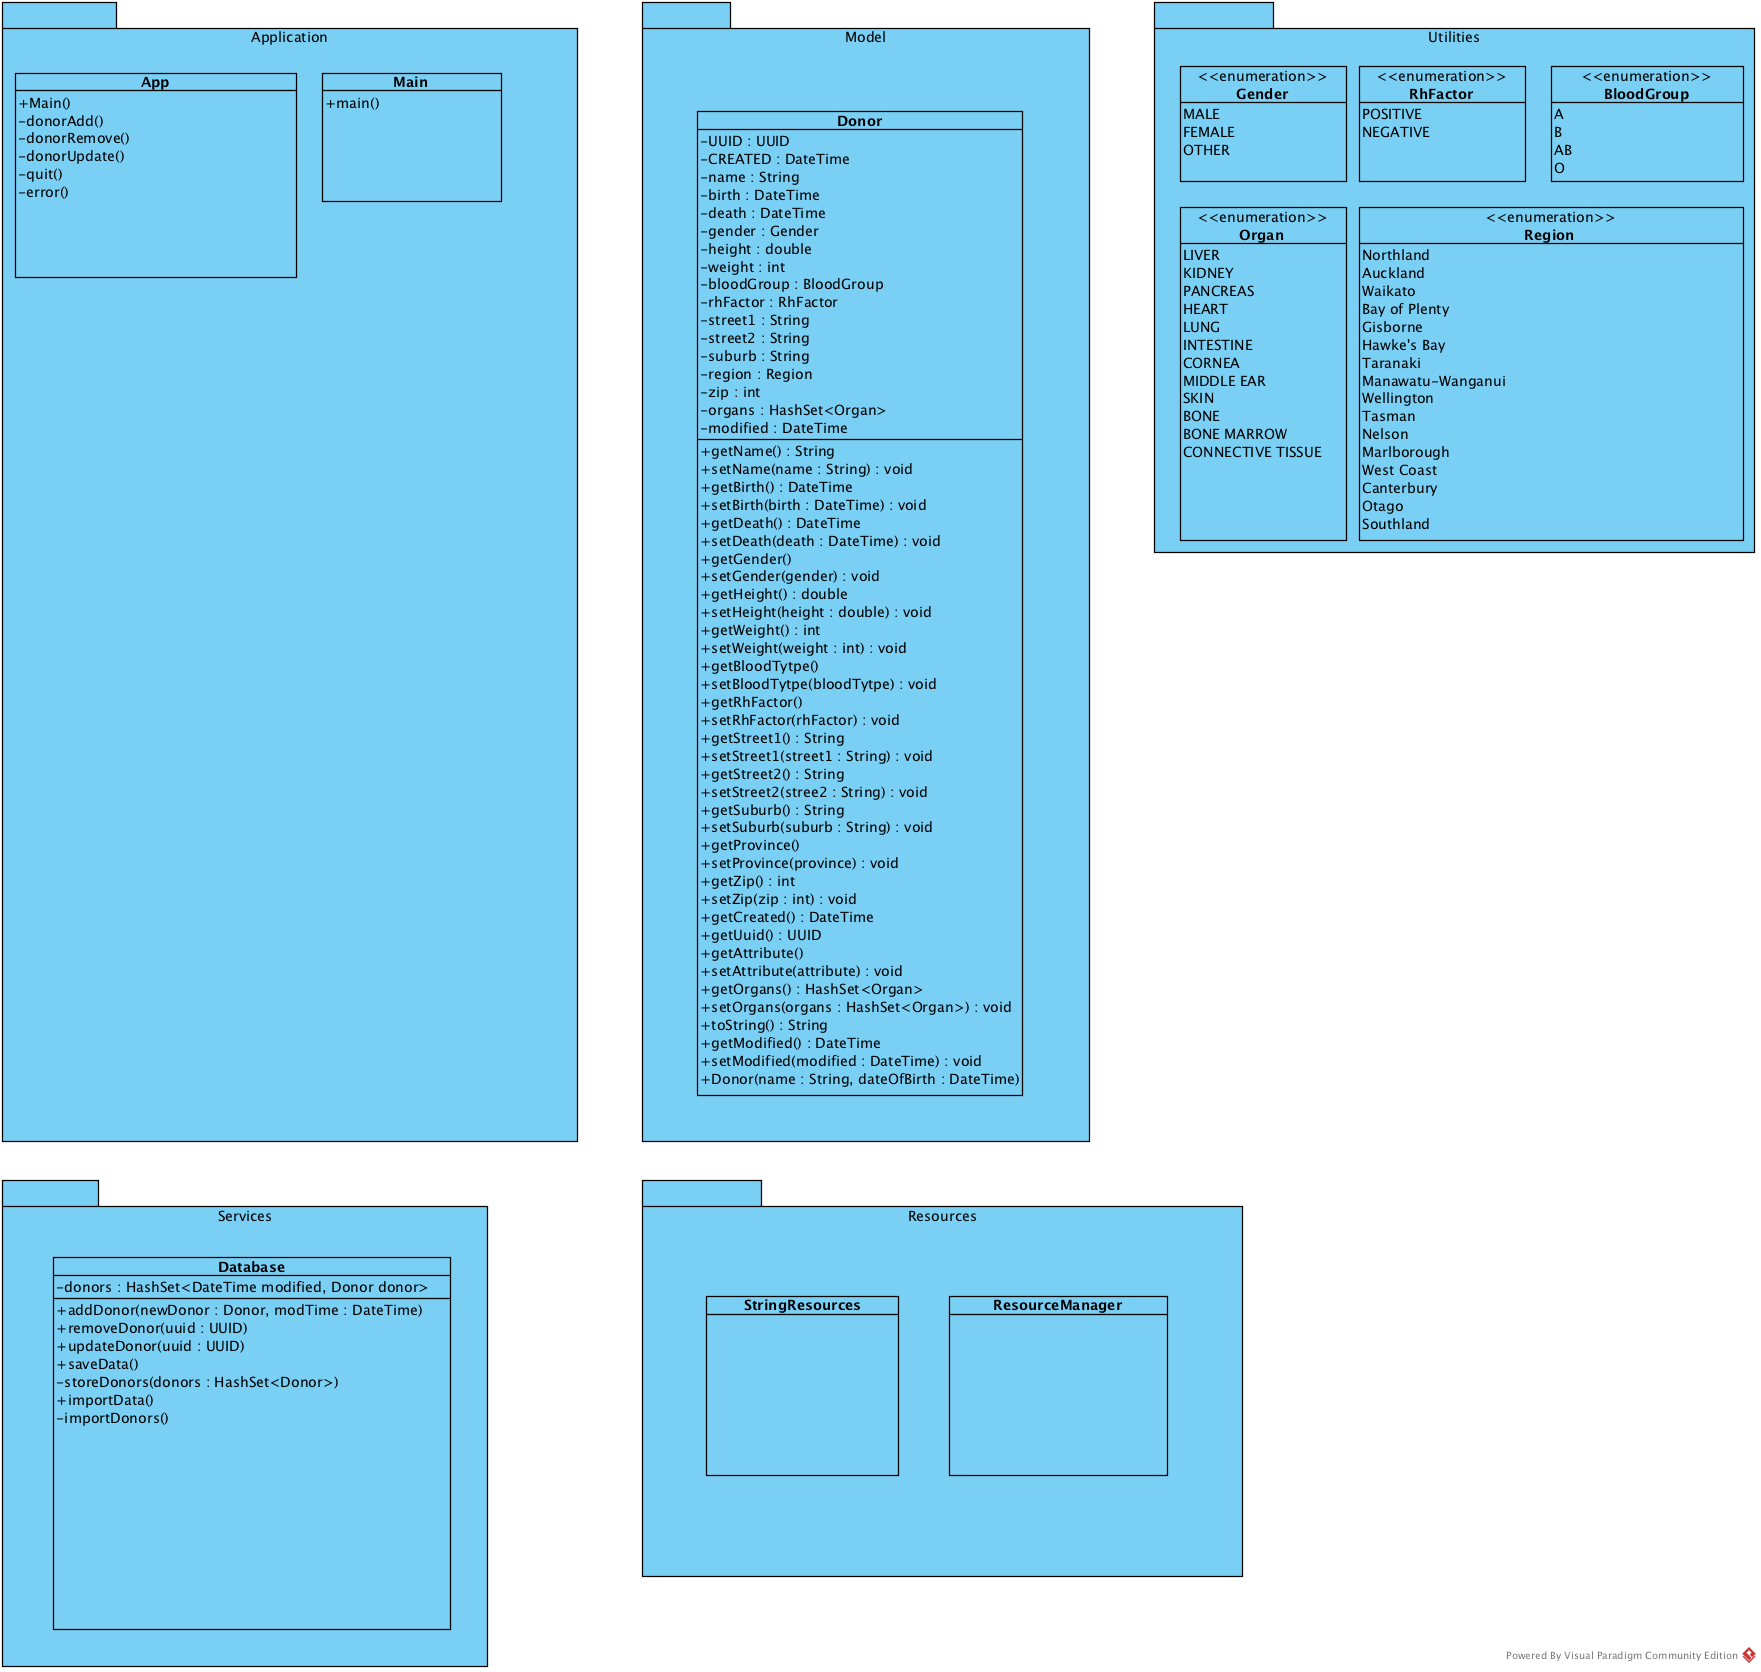 Application
App
+Main()
-donorAdd()
-donorRemove()
-donorUpdate()
-quit()
-error()
Main
+main()
Model
Donor
-UUID : UUID
-CREATED : DateTime
-name : String
-birth : DateTime
-death : DateTime
-gender : Gender
-height : double
-weight : int
-bloodGroup : BloodGroup
-rhFactor : RhFactor
-street1 : String
-street2 : String
-suburb : String
-region : Region
-zip : int
-organs : HashSet<Organ>
-modified : DateTime
+getName() : String
+setName(name : String) : void
+getBirth() : DateTime
+setBirth(birth : DateTime) : void
+getDeath() : DateTime
+setDeath(death : DateTime) : void
+getGender()
+setGender(gender) : void
+getHeight() : double
+setHeight(height : double) : void
+getWeight() : int
+setWeight(weight : int) : void
+getBloodTytpe()
+setBloodTytpe(bloodTytpe) : void
+getRhFactor()
+setRhFactor(rhFactor) : void
+getStreet1() : String
+setStreet1(street1 : String) : void
+getStreet2() : String
+setStreet2(stree2 : String) : void
+getSuburb() : String
+setSuburb(suburb : String) : void
+getProvince()
+setProvince(province) : void
+getZip() : int
+setZip(zip : int) : void
+getCreated() : DateTime
+getUuid() : UUID
+getAttribute()
+setAttribute(attribute) : void
+getOrgans() : HashSet<Organ>
+setOrgans(organs : HashSet<Organ>) : void
+toString() : String
+getModified() : DateTime
+setModified(modified : DateTime) : void
+Donor(name : String, dateOfBirth : DateTime)
Utilities
<<enumeration>>
Gender
MALE
FEMALE
OTHER
<<enumeration>>
RhFactor
POSITIVE
NEGATIVE
<<enumeration>>
BloodGroup
A
B
AB
O
<<enumeration>>
Organ
LIVER
KIDNEY
PANCREAS
HEART
LUNG
INTESTINE
CORNEA
MIDDLE EAR
SKIN
BONE
BONE MARROW
CONNECTIVE TISSUE
<<enumeration>>
Region
Northland
Auckland
Waikato
Bay of Plenty
Gisborne
Hawke's Bay
Taranaki
Manawatu-Wanganui
Wellington
Tasman
Nelson
Marlborough
West Coast
Canterbury
Otago
Southland
Services
Database
-donors : HashSet<DateTime modified, Donor donor>
+addDonor(newDonor : Donor, modTime : DateTime)
+removeDonor(uuid : UUID)
+updateDonor(uuid : UUID)
+saveData()
-storeDonors(donors : HashSet<Donor>)
+importData()
-importDonors()
Resources
StringResources
ResourceManager
Powered By Visual Paradigm Community Edition